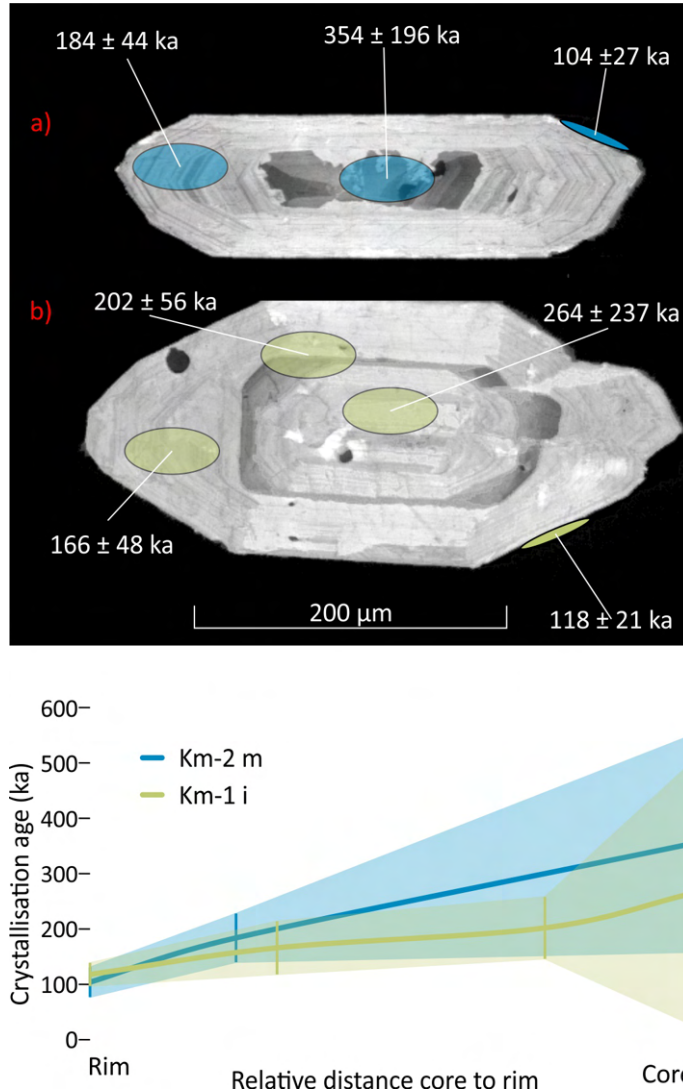 184 ± 44 ka
354 ± 196 ka
104 ±27 ka
a)
b)
202 ± 56 ka
264 ± 237 ka
166 ± 48 ka
200 µm
118 ± 21 ka
600
500
400
300
200
100
0
Crystallisation age (ka)
Km-2 m
Km-1 i
Rim
Relative distance core to rim